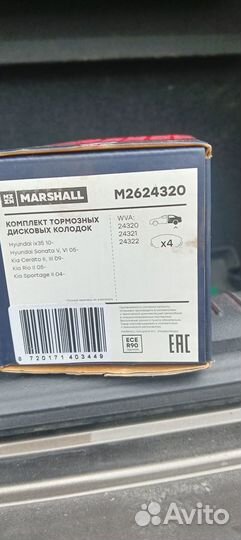 MARSHALL
M2624320
КОМПЛЕКТ ТОРМОЗНЫХ
ДИСКОВЫХ КОЛОДОК
Hyundai ix35 10-
Hyundai Sonata V, VI 05-
Kia Cerato II, III 09-
Kia Rio II 05-
Kia Sportage II 04-
WVA:
24320
24321
24322
x4
8 720171 403449
ECE
R90
EAC
Avito